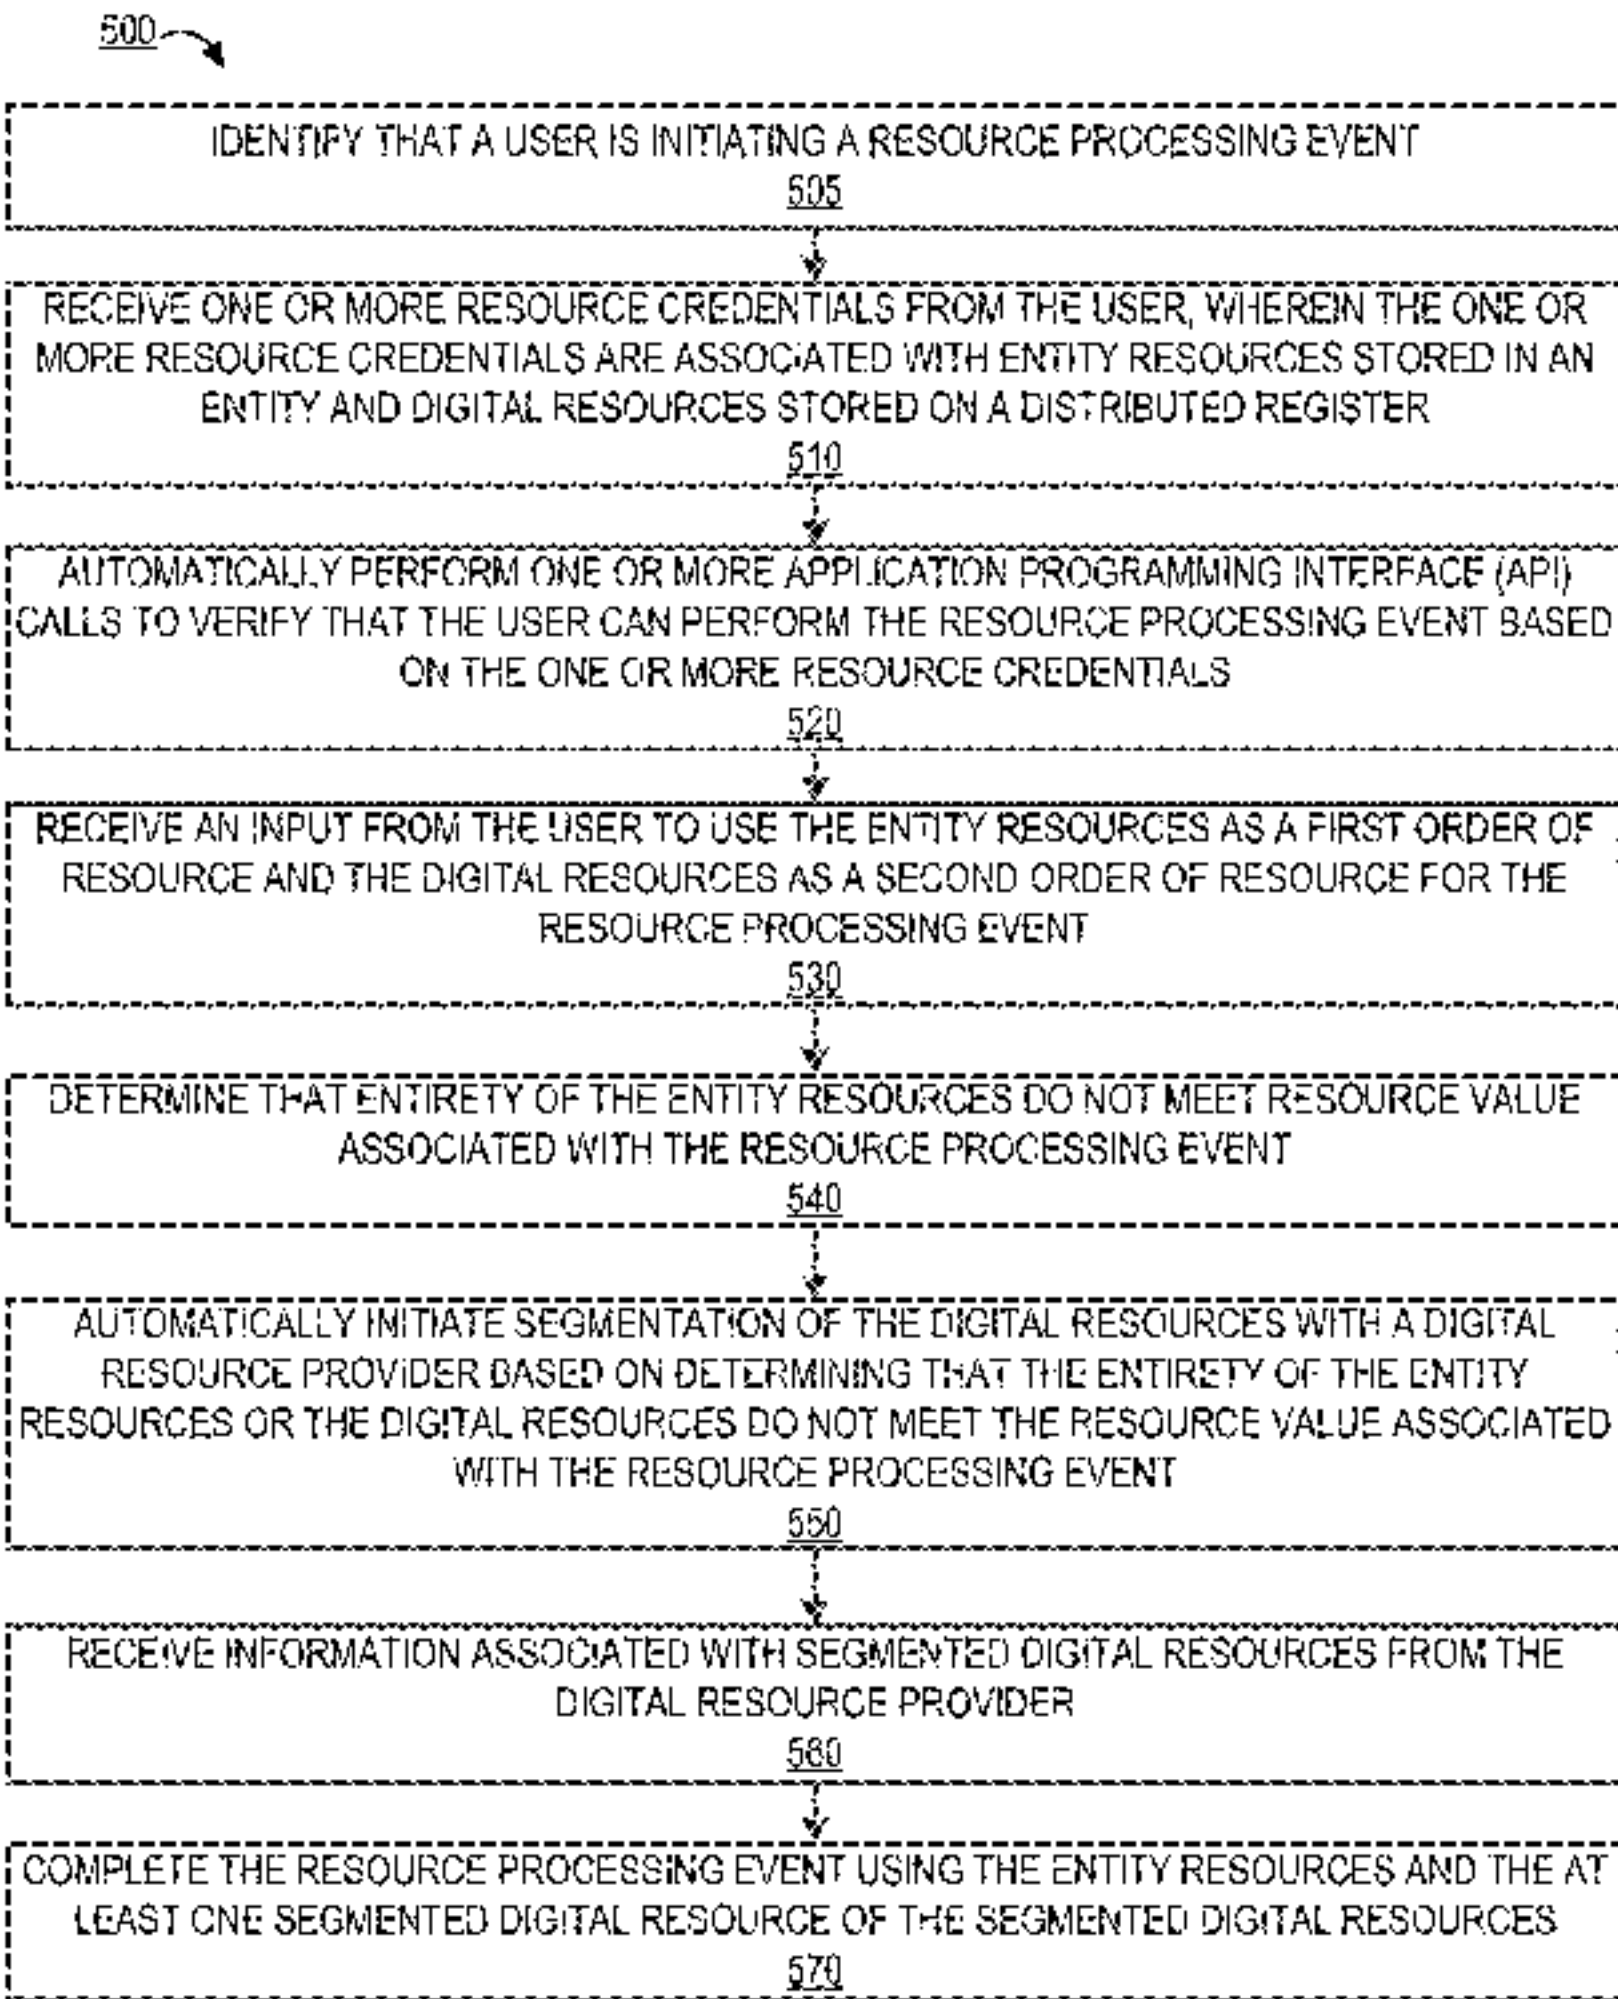 500
IDENTIFY THAT A USER IS INITIATING A RESOURCE PROCESSING EVENT
505
RECEIVE ONE OR MORE RESOURCE CREDENTIALS FROM THE USER, WHEREIN THE ONE OR
MORE RESOURCE CREDENTIALS ARE ASSOCIATED WITH ENTITY RESOURCES STORED IN AN
ENTITY AND DIGITAL RESOURCES STORED ON A DISTRIBUTED REGISTER
510
AUTOMATICALLY PERFORM ONE OR MORE APPLICATION PROGRAMMING INTERFACE (API)
CALLS TO VERIFY THAT THE USER CAN PERFORM THE RESOURCE PROCESSING EVENT BASED
ON THE ONE OR MORE RESOURCE CREDENTIALS
520
RECEIVE AN INPUT FROM THE USER TO USE THE ENTITY RESOURCES AS A FIRST ORDER OF
RESOURCE AND THE DIGITAL RESOURCES AS A SECOND ORDER OF RESOURCE FOR THE
RESOURCE PROCESSING EVENT
530
DETERMINE THAT ENTIRETY OF THE ENTITY RESOURCES DO NOT MEET RESOURCE VALUE
ASSOCIATED WITH THE RESOURCE PROCESSING EVENT
540
AUTOMATICALLY INITIATE SEGMENTATION OF THE DIGITAL RESOURCES WITH A DIGITAL
RESOURCE PROVIDER BASED ON DETERMINING THAT THE ENTIRETY OF THE ENTITY
RESOURCES OR THE DIGITAL RESOURCES DO NOT MEET THE RESOURCE VALUE ASSOCIATED
WITH THE RESOURCE PROCESSING EVENT
550
RECEIVE INFORMATION ASSOCIATED WITH SEGMENTED DIGITAL RESOURCES FROM THE
DIGITAL RESOURCE PROVIDER
560
COMPLETE THE RESOURCE PROCESSING EVENT USING THE ENTITY RESOURCES AND THE AT
LEAST ONE SEGMENTED DIGITAL RESOURCE OF THE SEGMENTED DIGITAL RESOURCES
570